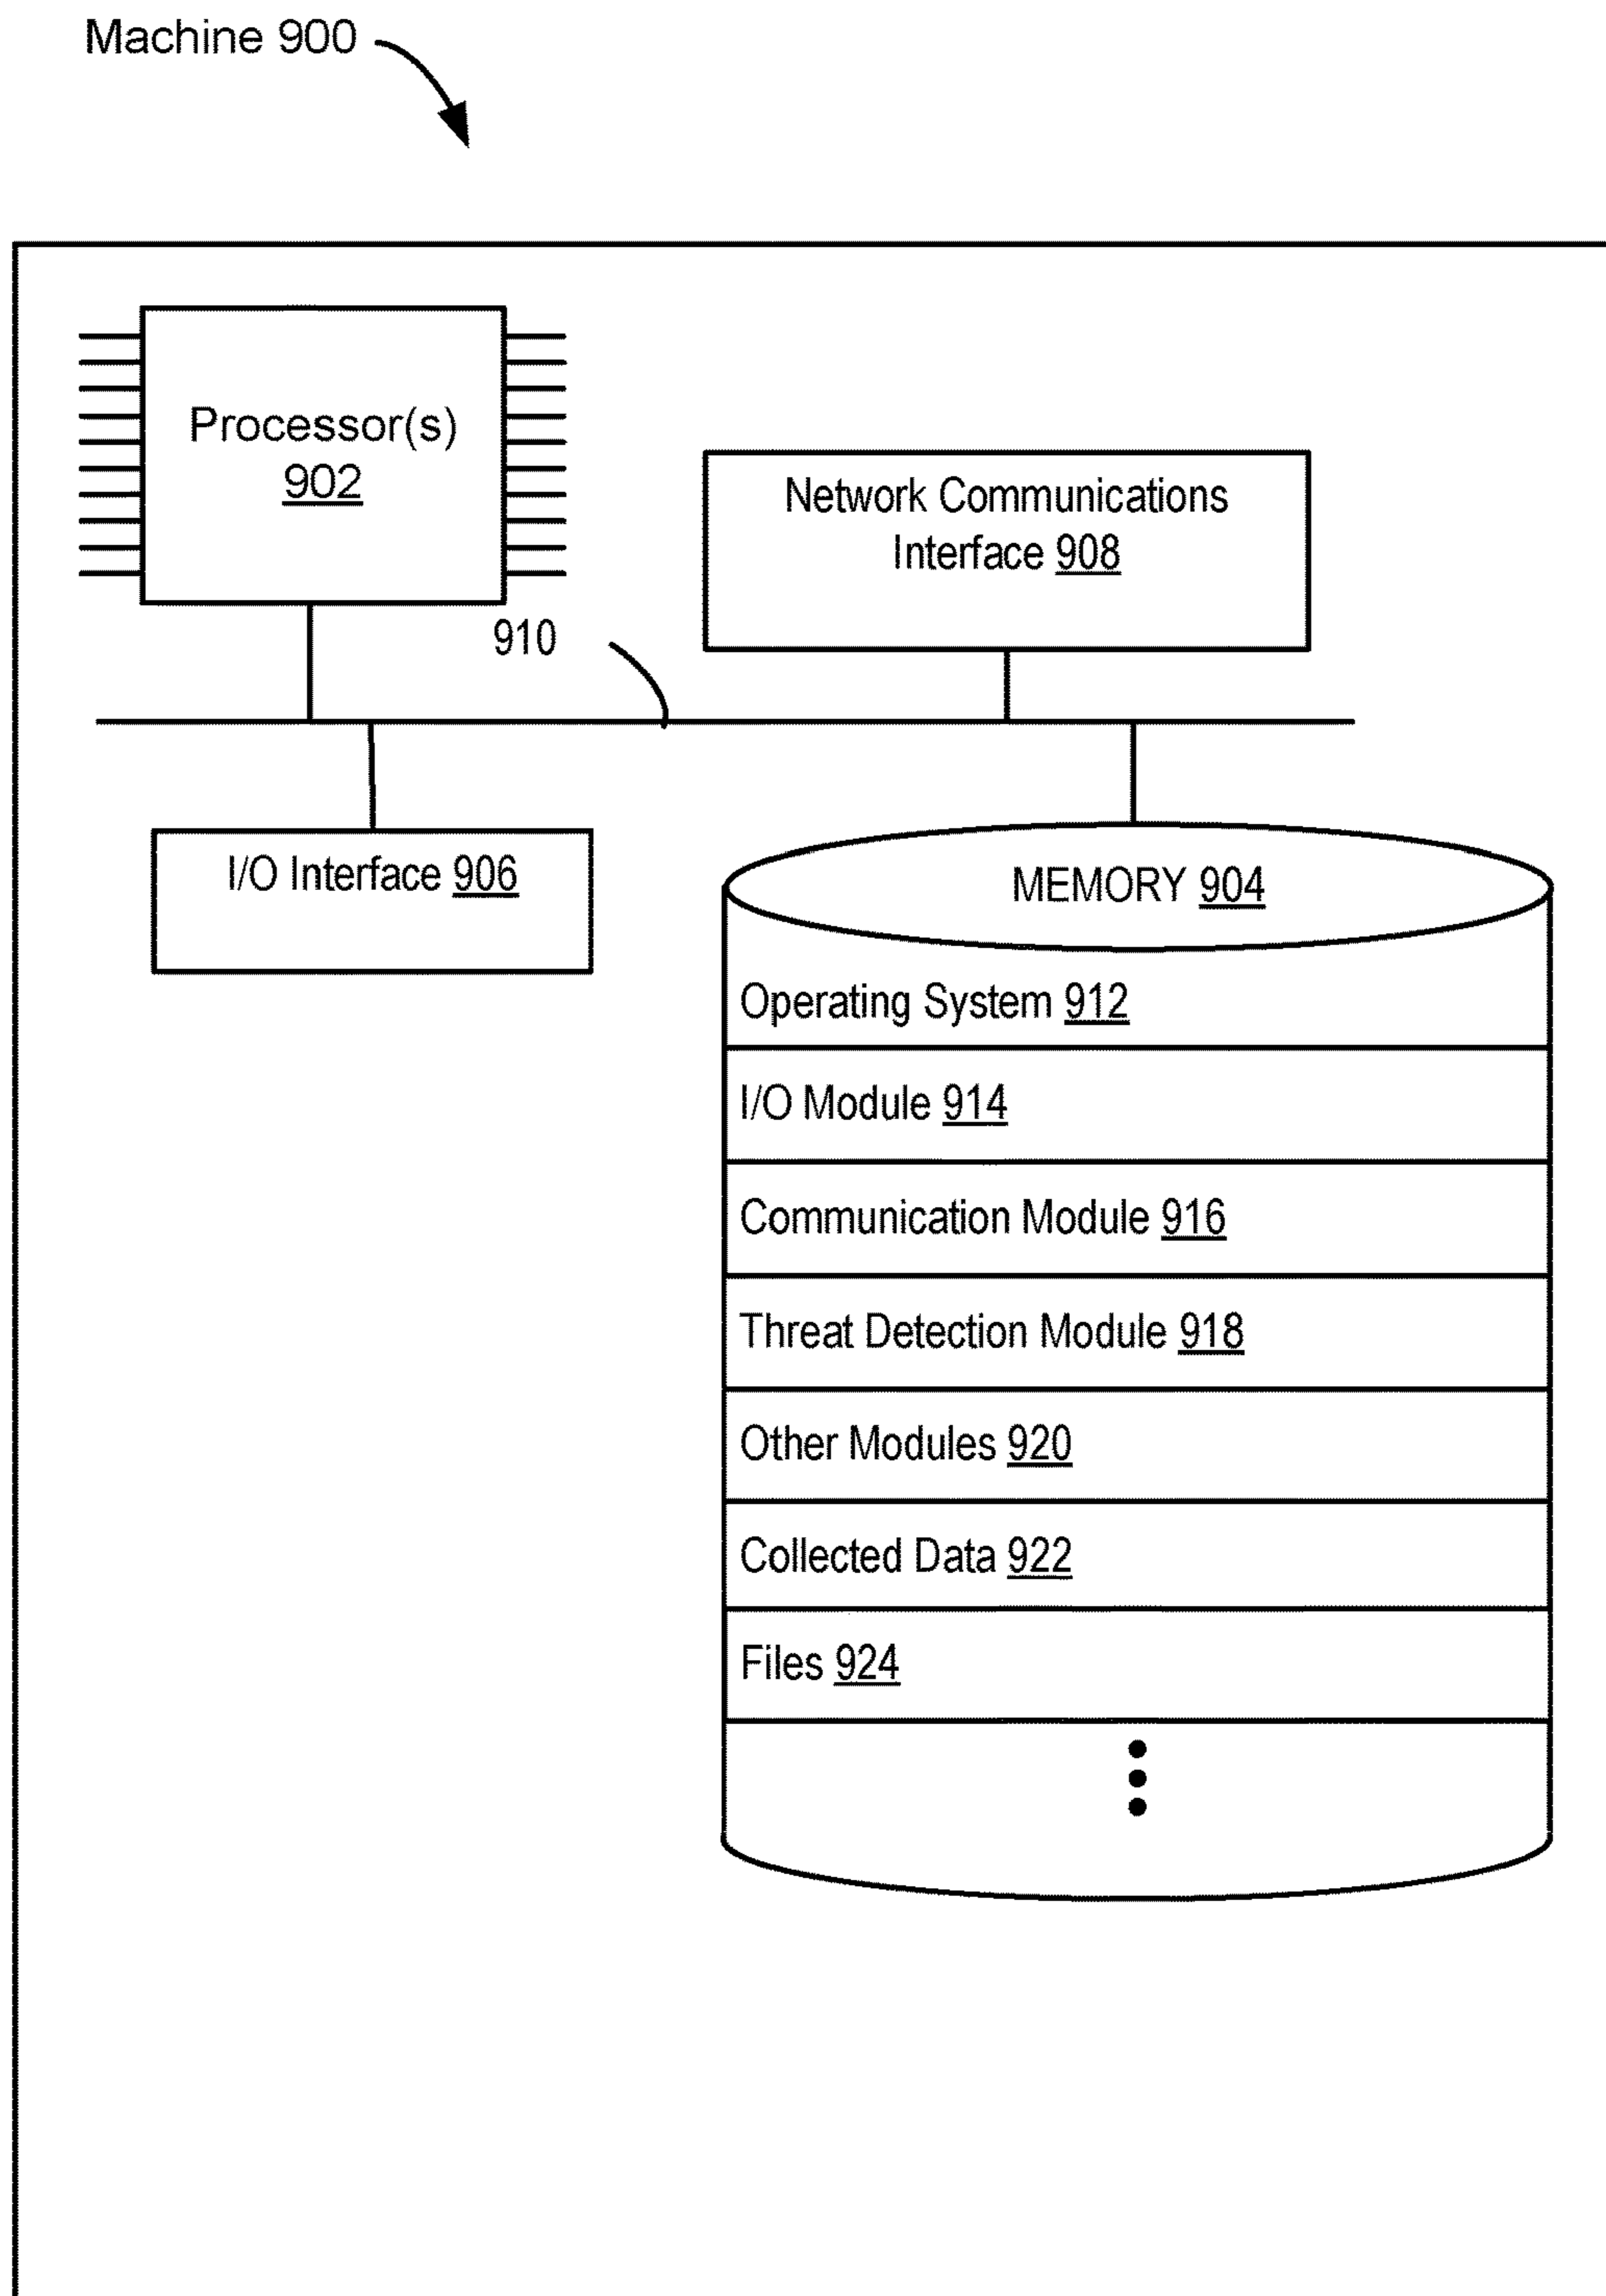 Machine 900
Processor(s)
902
Network Communications
Interface 908
910
I/O Interface 906
MEMORY 904
Operating System 912
I/O Module 914
Communication Module 916
Threat Detection Module 918
Other Modules 920
Collected Data 922
Files 924